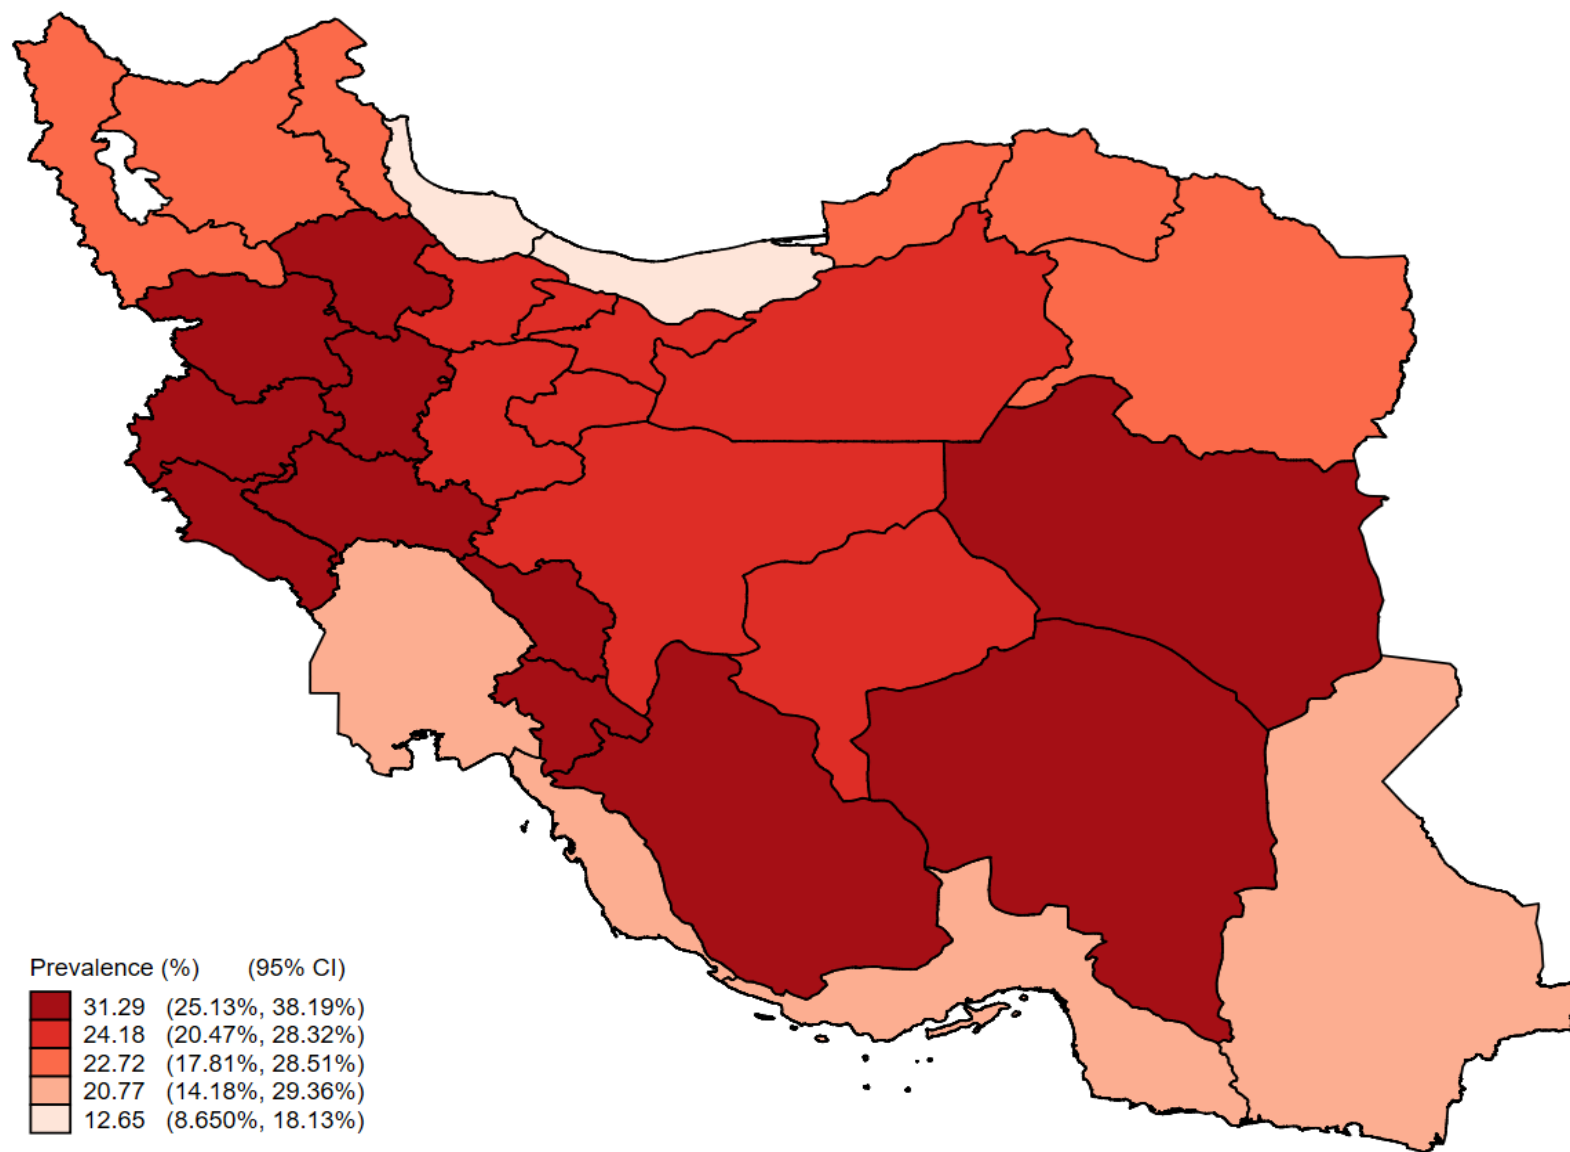 Prevalence (%) (95% CI)
31.29 (25.13%, 38.19%)
24.18 (20.47%, 28.32%)
22.72 (17.81%, 28.51%)
20.77 (14.18%, 29.36%)
12.65 (8.650%, 18.13%)